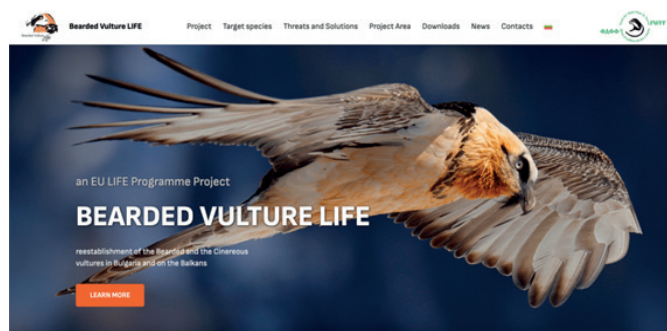 Bearded Vulture LIFE
Project Target species Threats and Solutions Project Area Downloads News Contacts
an EU LIFE Programme Project
BEARDED VULTURE LIFE
reestablishment of the Bearded and the Cinereous
vultures in Bulgaria and on the Balkans
LEARN MORE